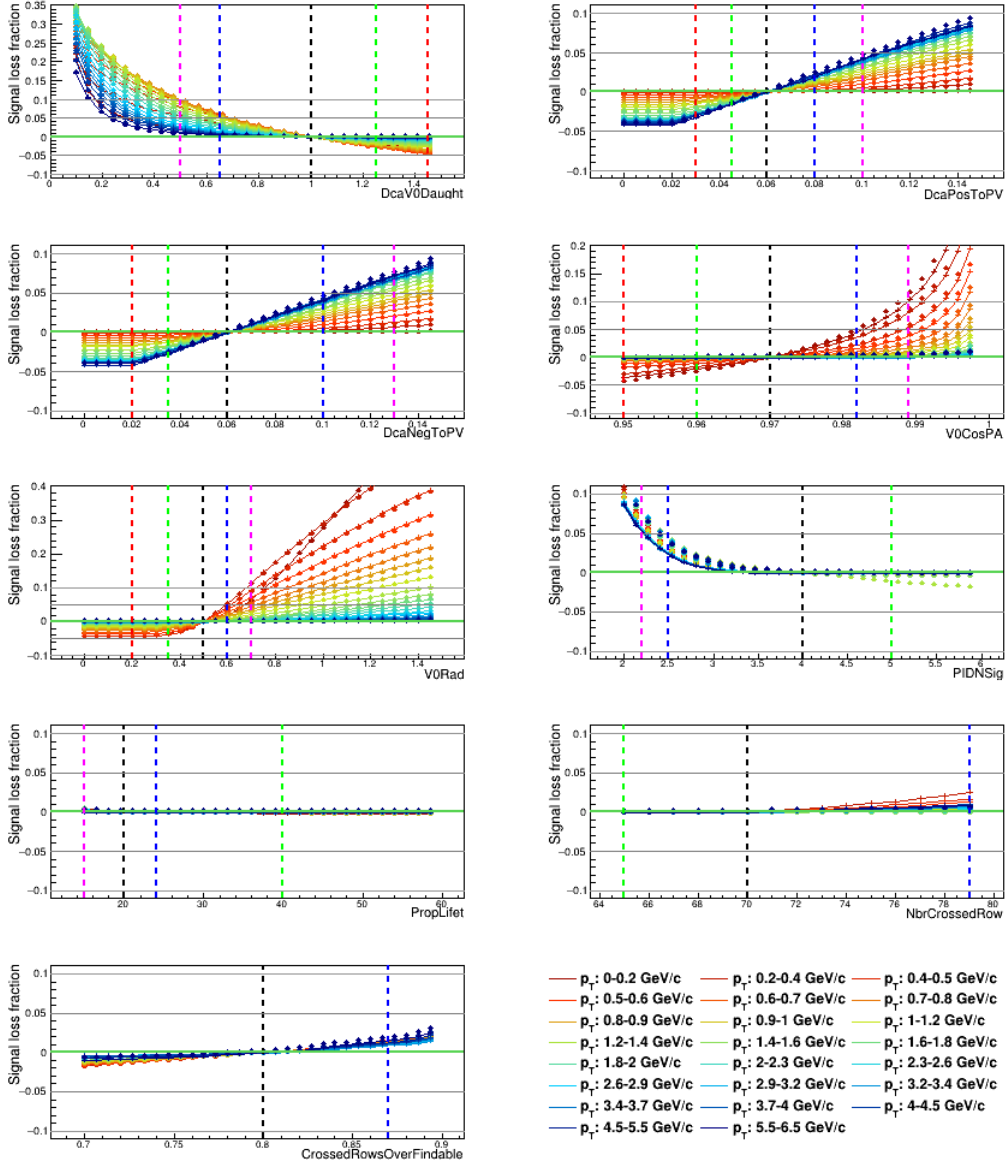 Signal loss fraction
0.35
0.3
0.25
0.2
0.15
0.1
0.05
0
−0.05
−0.1
0 0.2 0.4 0.6 0.8 1 1.2 1.4
DcaV0Daught
Signal loss fraction
0.1
0.05
0
−0.05
−0.1
0 0.02 0.04 0.06 0.08 0.1 0.12 0.14
DcaPosToPV
Signal loss fraction
0.1
0.05
0
−0.05
−0.1
0 0.02 0.04 0.06 0.08 0.1 0.12 0.14
DcaNegToPV
Signal loss fraction
0.2
0.15
0.1
0.05
0
−0.05
−0.1
0.95 0.96 0.97 0.98 0.99 1
V0CosPA
Signal loss fraction
0.4
0.3
0.2
0.1
0
−0.1
0 0.2 0.4 0.6 0.8 1 1.2 1.4
V0Rad
Signal loss fraction
0.1
0.05
0
−0.05
−0.1
2 2.5 3 3.5 4 4.5 5 5.5 6
PIDNSig
Signal loss fraction
0.1
0.05
0
−0.05
−0.1
20 30 40 50 60
PropLifet
Signal loss fraction
0.1
0.05
0
−0.05
−0.1
64 66 68 70 72 74 76 78 80
NbrCrossedRow
Signal loss fraction
0.1
0.05
0
−0.05
−0.1
0.7 0.75 0.8 0.85 0.9
CrossedRowsOverFindable
pT: 0-0.2 GeV/c pT: 0.2-0.4 GeV/c pT: 0.4-0.5 GeV/c
pT: 0.5-0.6 GeV/c pT: 0.6-0.7 GeV/c pT: 0.7-0.8 GeV/c
pT: 0.8-0.9 GeV/c pT: 0.9-1 GeV/c pT: 1-1.2 GeV/c
pT: 1.2-1.4 GeV/c pT: 1.4-1.6 GeV/c pT: 1.6-1.8 GeV/c
pT: 1.8-2 GeV/c pT: 2-2.3 GeV/c pT: 2.3-2.6 GeV/c
pT: 2.6-2.9 GeV/c pT: 2.9-3.2 GeV/c pT: 3.2-3.4 GeV/c
pT: 3.4-3.7 GeV/c pT: 3.7-4 GeV/c pT: 4-4.5 GeV/c
pT: 4.5-5.5 GeV/c pT: 5.5-6.5 GeV/c